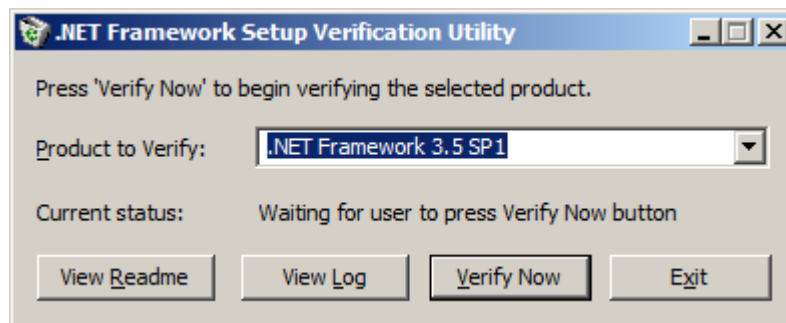 .NET Framework Setup Verification Utility
Press 'Verify Now' to begin verifying the selected product.
Product to Verify: .NET Framework 3.5 SP1
Current status: Waiting for user to press Verify Now button
View Readme View Log Verify Now Exit